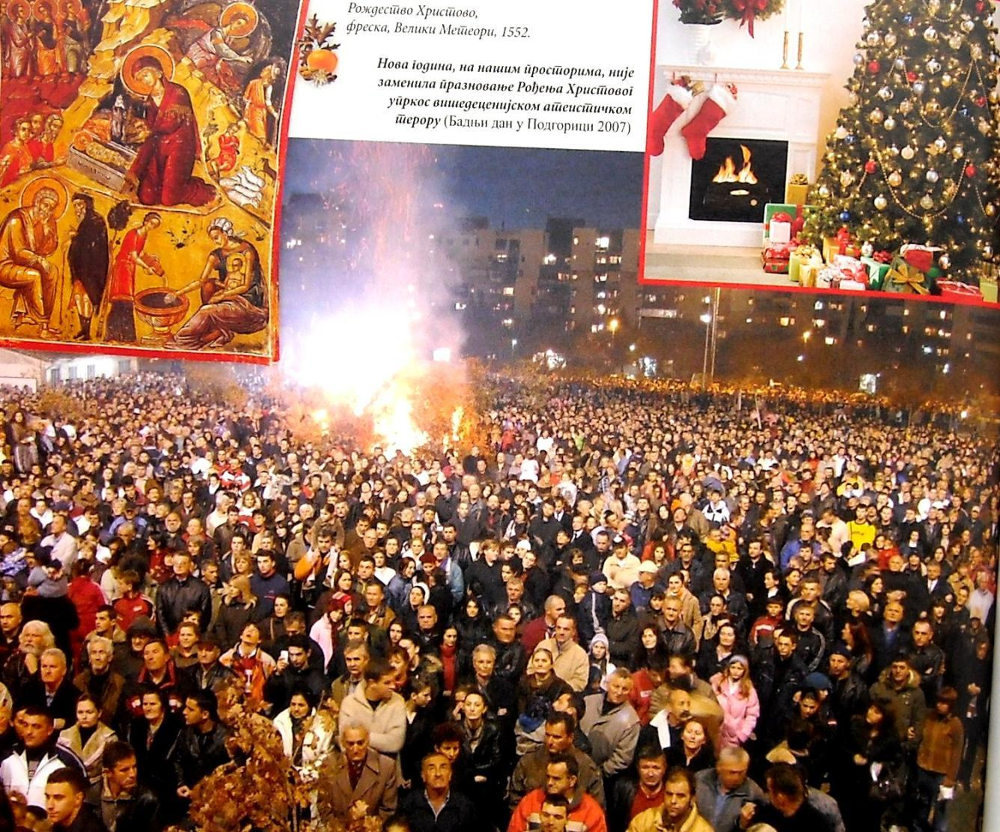 Рождество Христово,
фреска, Велики Метеори, 1552.
Нова година, на нашим просторима, није
заменила празновање Рођења Христовог
упркос вишедеценијском атеистичком
терору (Бадњи дан у Подгорици 2007)